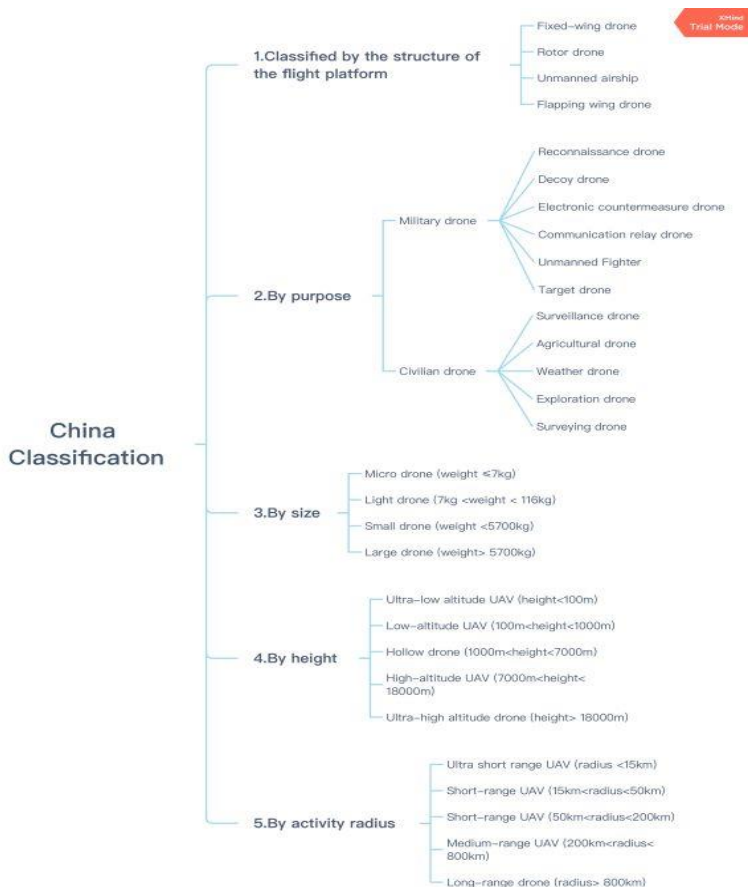 XMind
Trial Mode
1.Classified by the structure of
the flight platform
Fixed-wing drone
Rotor drone
Unmanned airship
Flapping wing drone
2.By purpose
Military drone
Reconnaissance drone
Decoy drone
Electronic countermeasure drone
Communication relay drone
Unmanned Fighter
Target drone
Civilian drone
Surveillance drone
Agricultural drone
Weather drone
Exploration drone
Surveying drone
China
Classification
3.By size
Micro drone (weight ≤7kg)
Light drone (7kg <weight < 116kg)
Small drone (weight <5700kg)
Large drone (weight> 5700kg)
4.By height
Ultra-low altitude UAV (height<100m)
Low-altitude UAV (100m<height<1000m)
Hollow drone (1000m<height<7000m)
High-altitude UAV (7000m<height<
18000m)
Ultra-high altitude drone (height> 18000m)
5.By activity radius
Ultra short range UAV (radius <15km)
Short-range UAV (15km<radius<50km)
Short-range UAV (50km<radius<200km)
Medium-range UAV (200km<radius<
800km)
Long-range drone (radius> 800km)